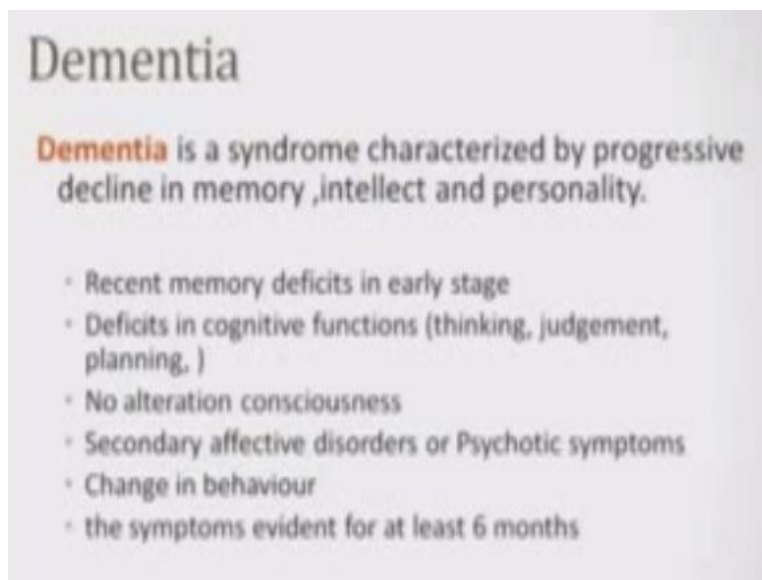 Dementia
Dementia is a syndrome characterized by progressive
decline in memory ,intellect and personality.
• Recent memory deficits in early stage
• Deficits in cognitive functions (thinking, judgement,
planning, )
• No alteration consciousness
• Secondary affective disorders or Psychotic symptoms
• Change in behaviour
• the symptoms evident for at least 6 months